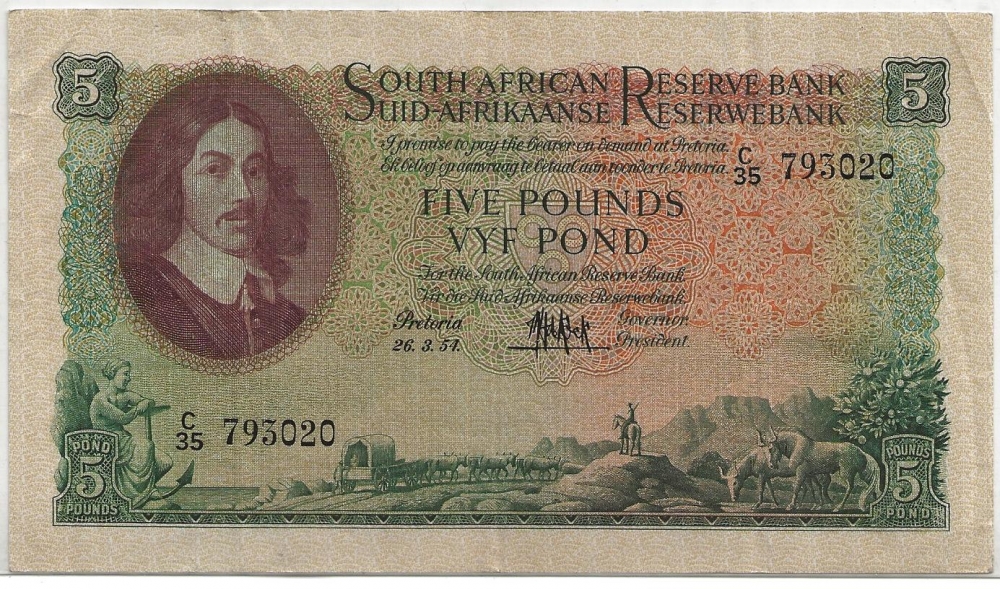 5
5
SOUTH AFRICAN RESERVE BANK
SUID-AFRIKAANSE RESERWEBANK
I promise to pay the bearer on demand at Pretoria.
Ek beloof op aanvraag te betaal aan toonder te Pretoria.
C/35 793020
FIVE POUNDS
VYF POND
For the South African Reserve Bank
Vir die Suid-Afrikaanse Reserwebank
Pretoria
26.3.54.
Governor.
President.
C/35 793020
POND
5
POUNDS
POUNDS
5
POND